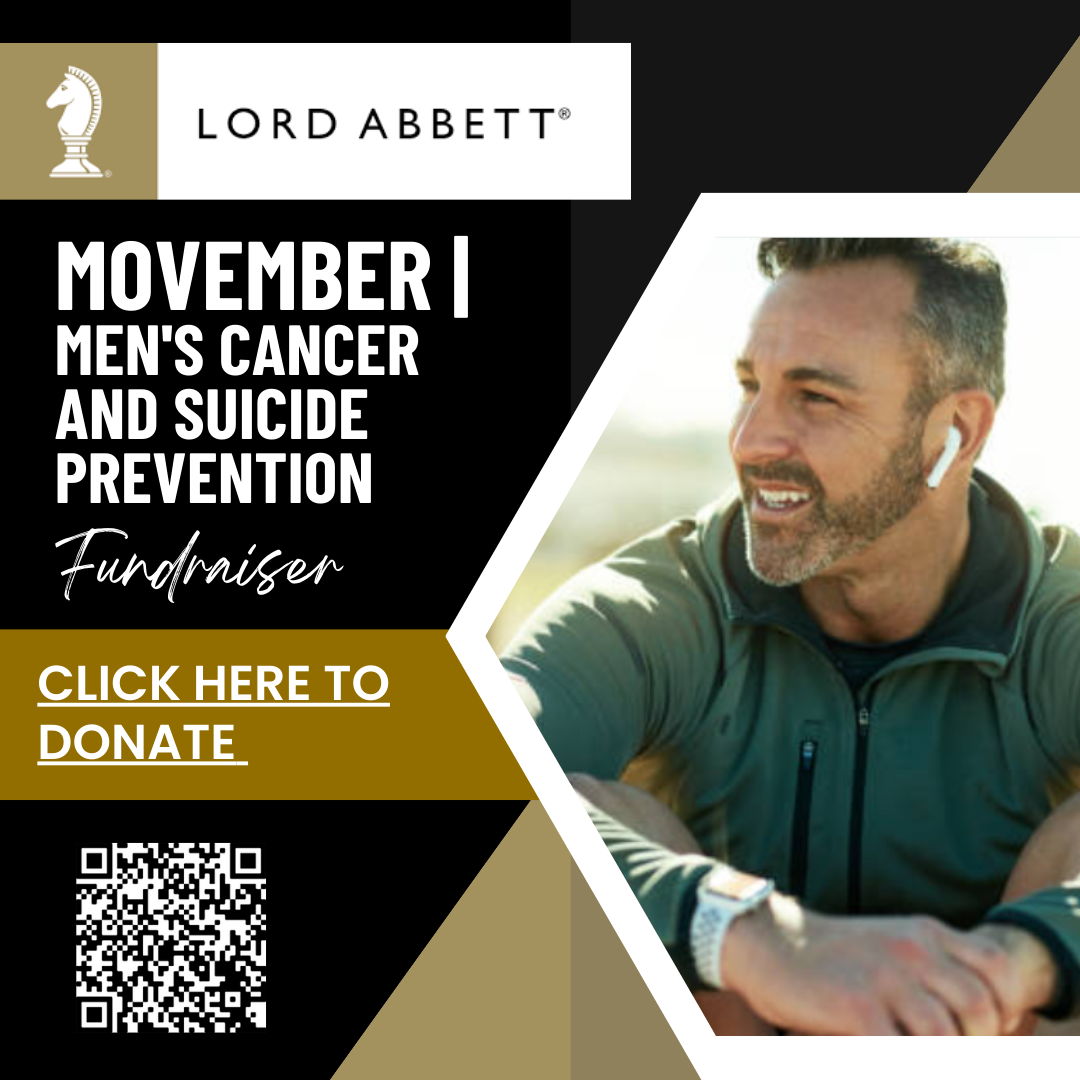 LORD ABBETT®
®
MOVEMBER |
MEN'S CANCER
AND SUICIDE
PREVENTION
Fundraiser
CLICK HERE TO
DONATE